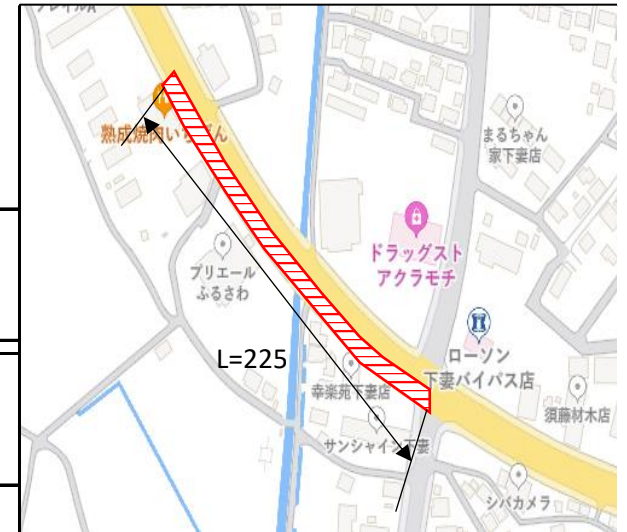 熟成焼肉いちばん
まるちゃん
家下妻店
ドラッグスト
アクラモチ
プリエール
ふるさわ
L=225
ローソン
下妻バイパス店
幸楽苑下妻店
須藤材木店
サンシャイン下妻
シバカメラ